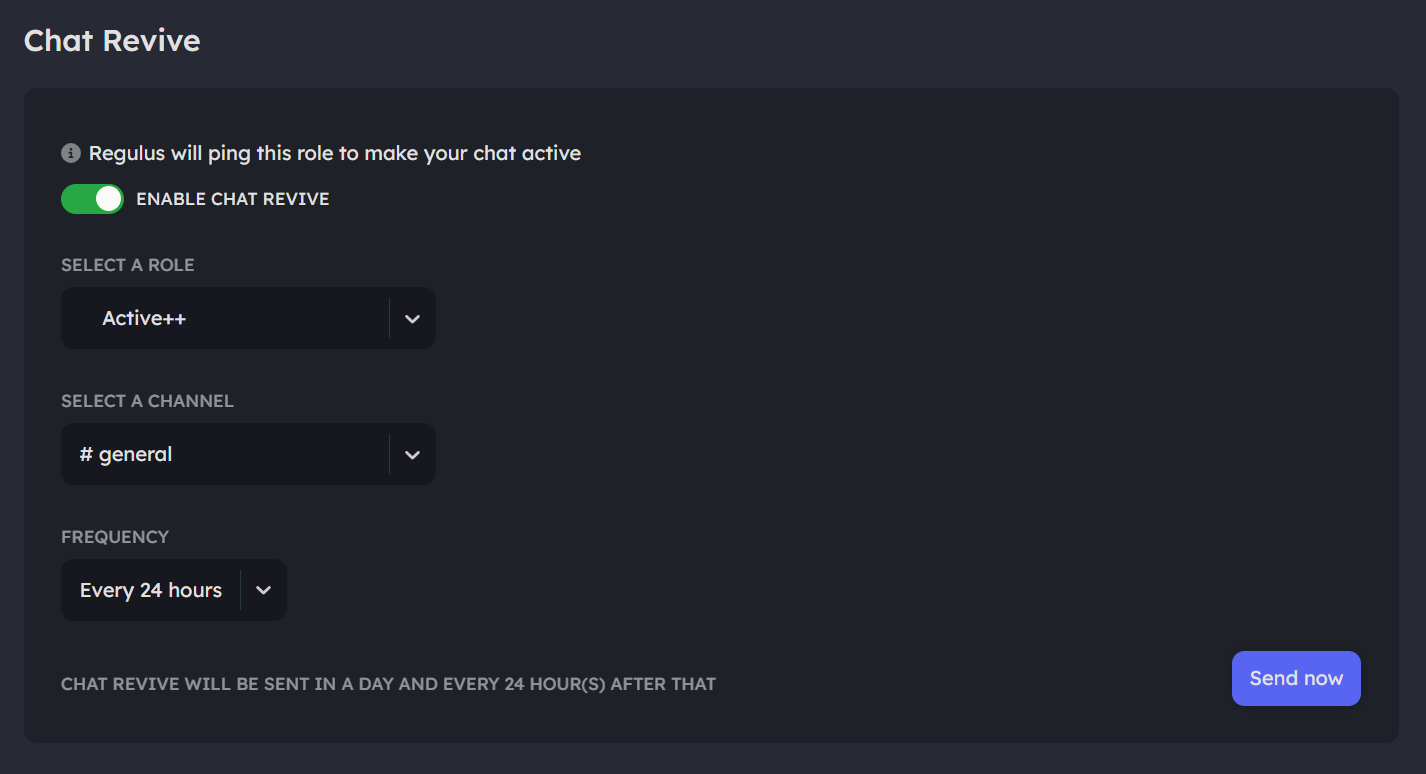 Chat Revive
Regulus will ping this role to make your chat active
ENABLE CHAT REVIVE
SELECT A ROLE
Active++
SELECT A CHANNEL
# general
FREQUENCY
Every 24 hours
CHAT REVIVE WILL BE SENT IN A DAY AND EVERY 24 HOUR(S) AFTER THAT
Send now